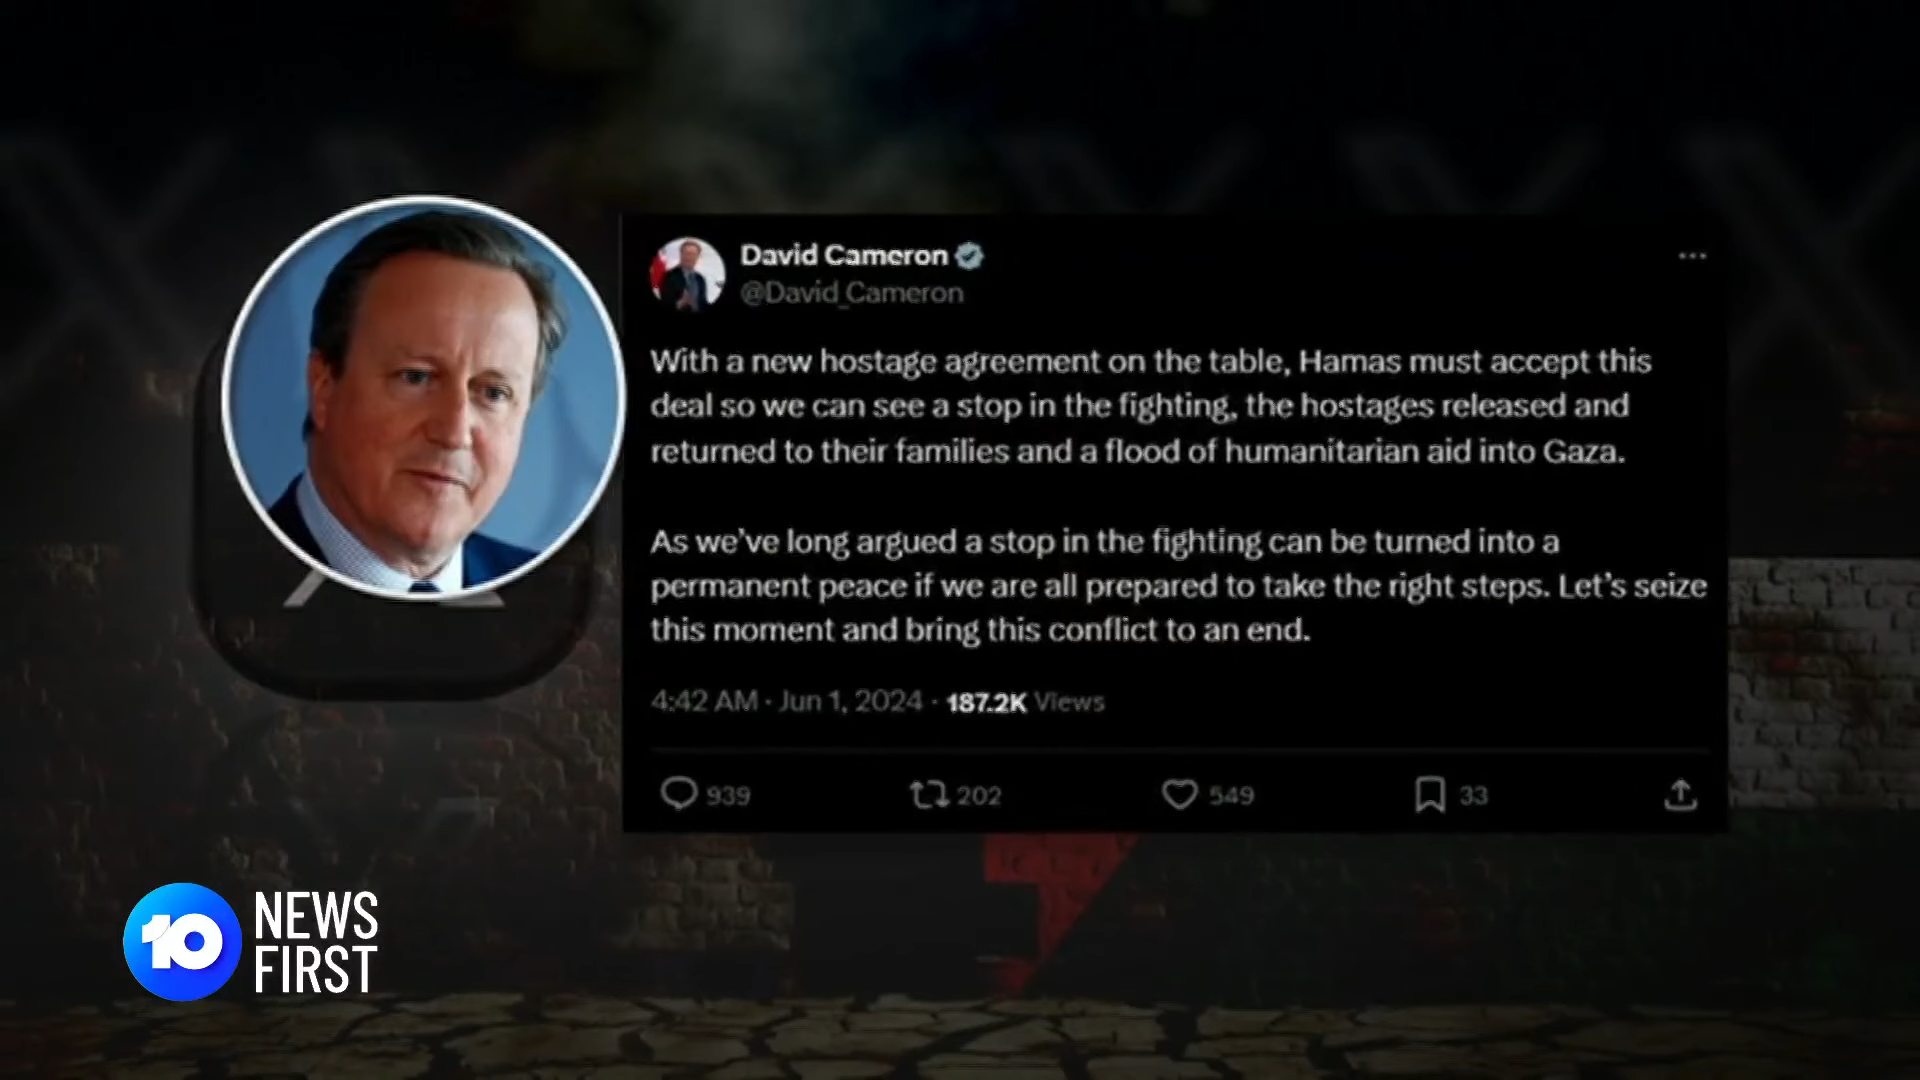 David Cameron
@David_Cameron
With a new hostage agreement on the table, Hamas must accept this
deal so we can see a stop in the fighting, the hostages released and
returned to their families and a flood of humanitarian aid into Gaza.
As we’ve long argued a stop in the fighting can be turned into a
permanent peace if we are all prepared to take the right steps. Let’s seize
this moment and bring this conflict to an end.
4:42 AM · Jun 1, 2024 · 187.2K Views
939 202 549 33
10 NEWS
FIRST